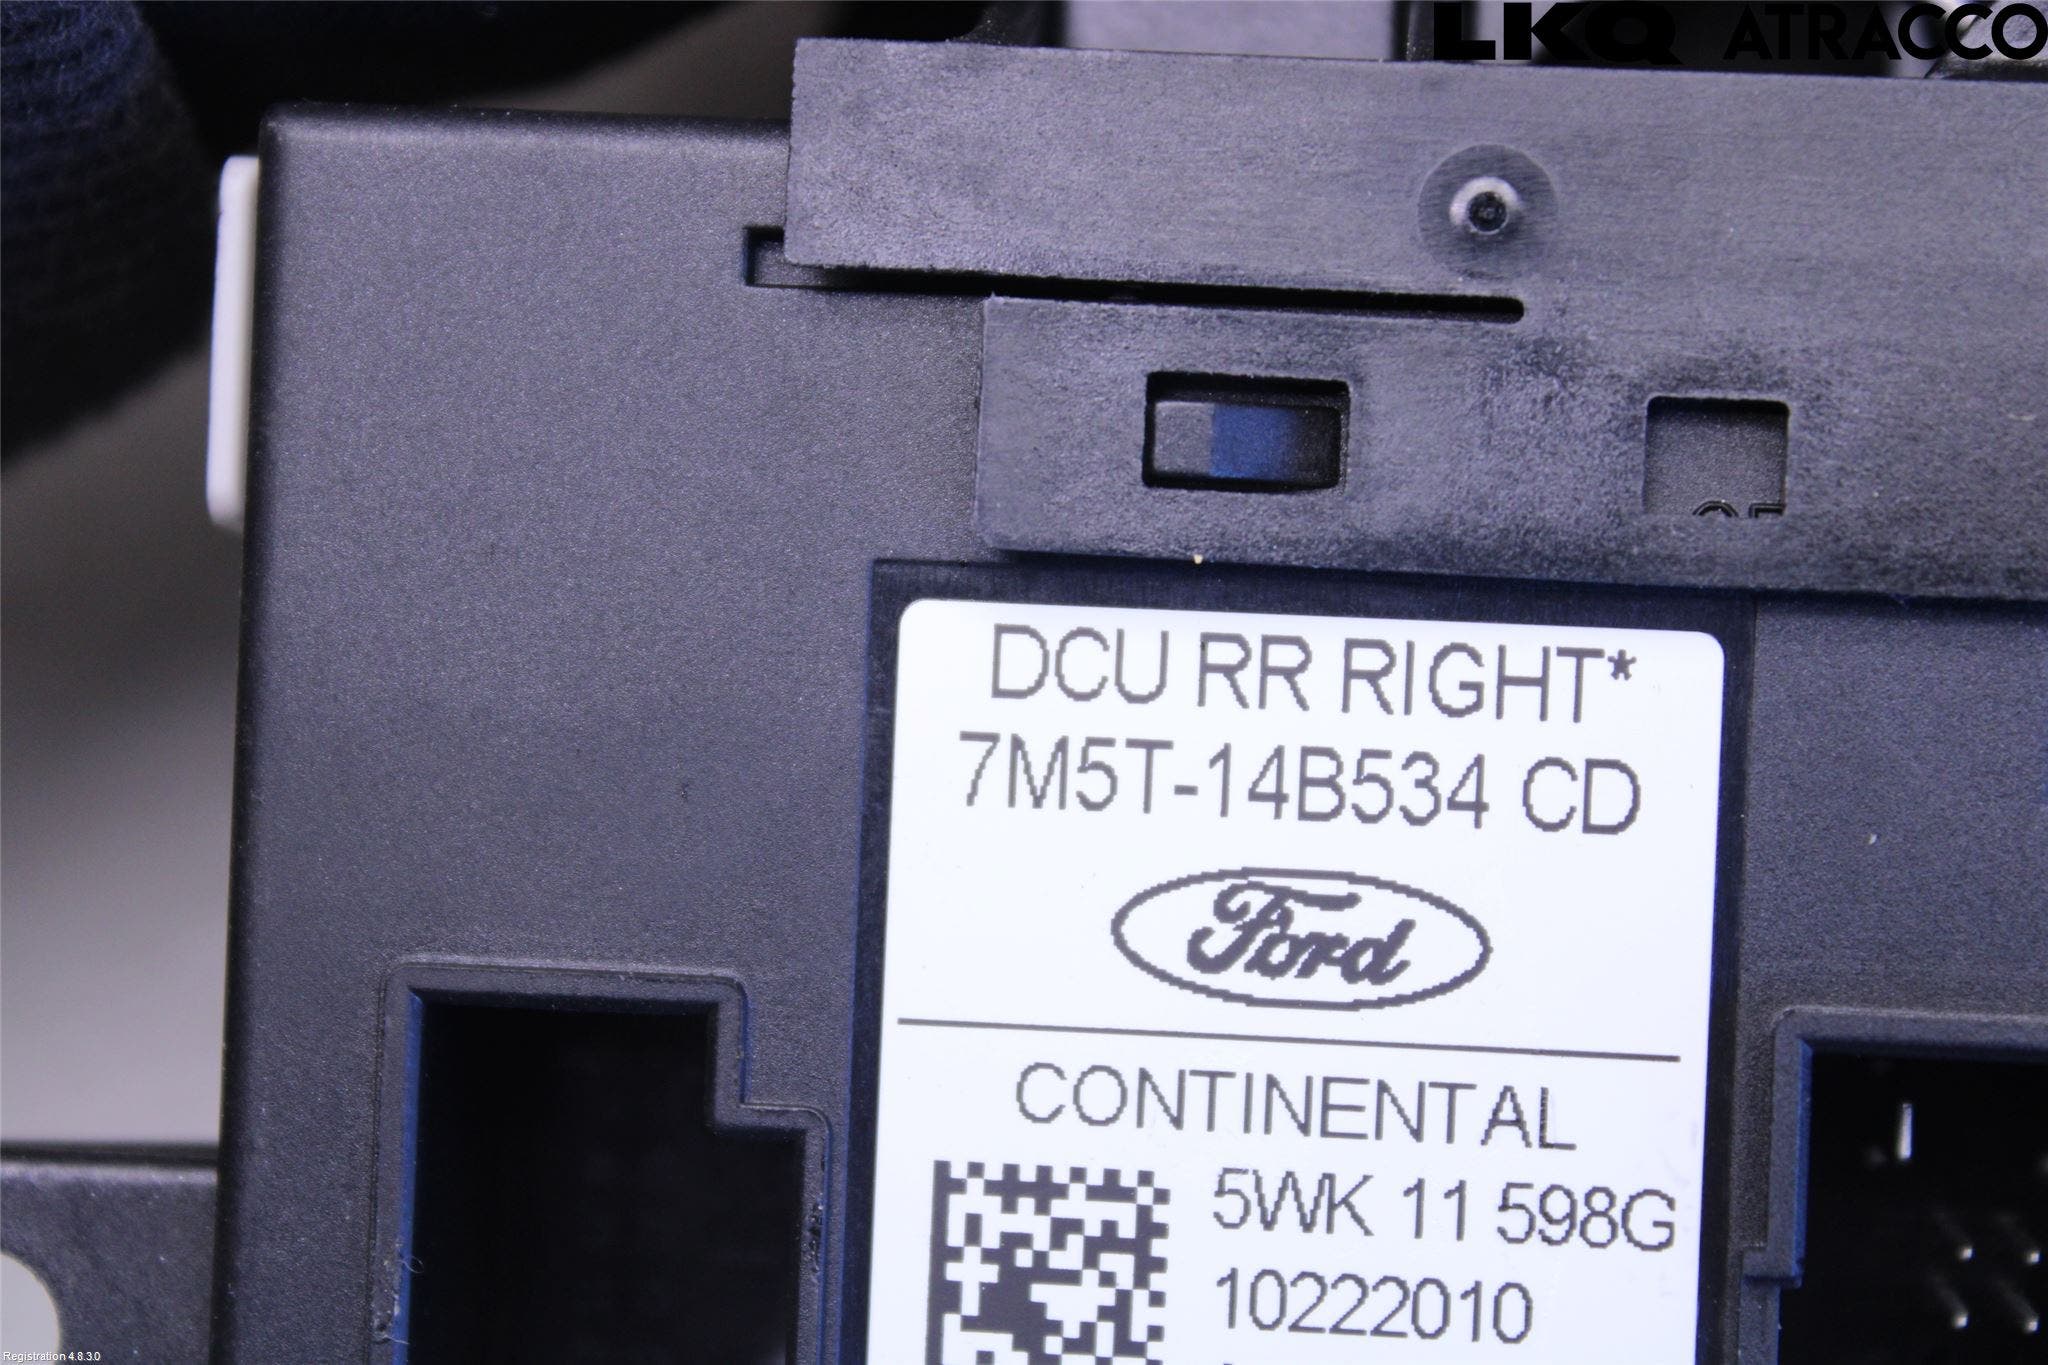 LKQ ATRACCO
DCU RR RIGHT*
7M5T-14B534 CD
Ford
CONTINENTAL
5WK 11 598G
10222010
Registration 4.8.3.0